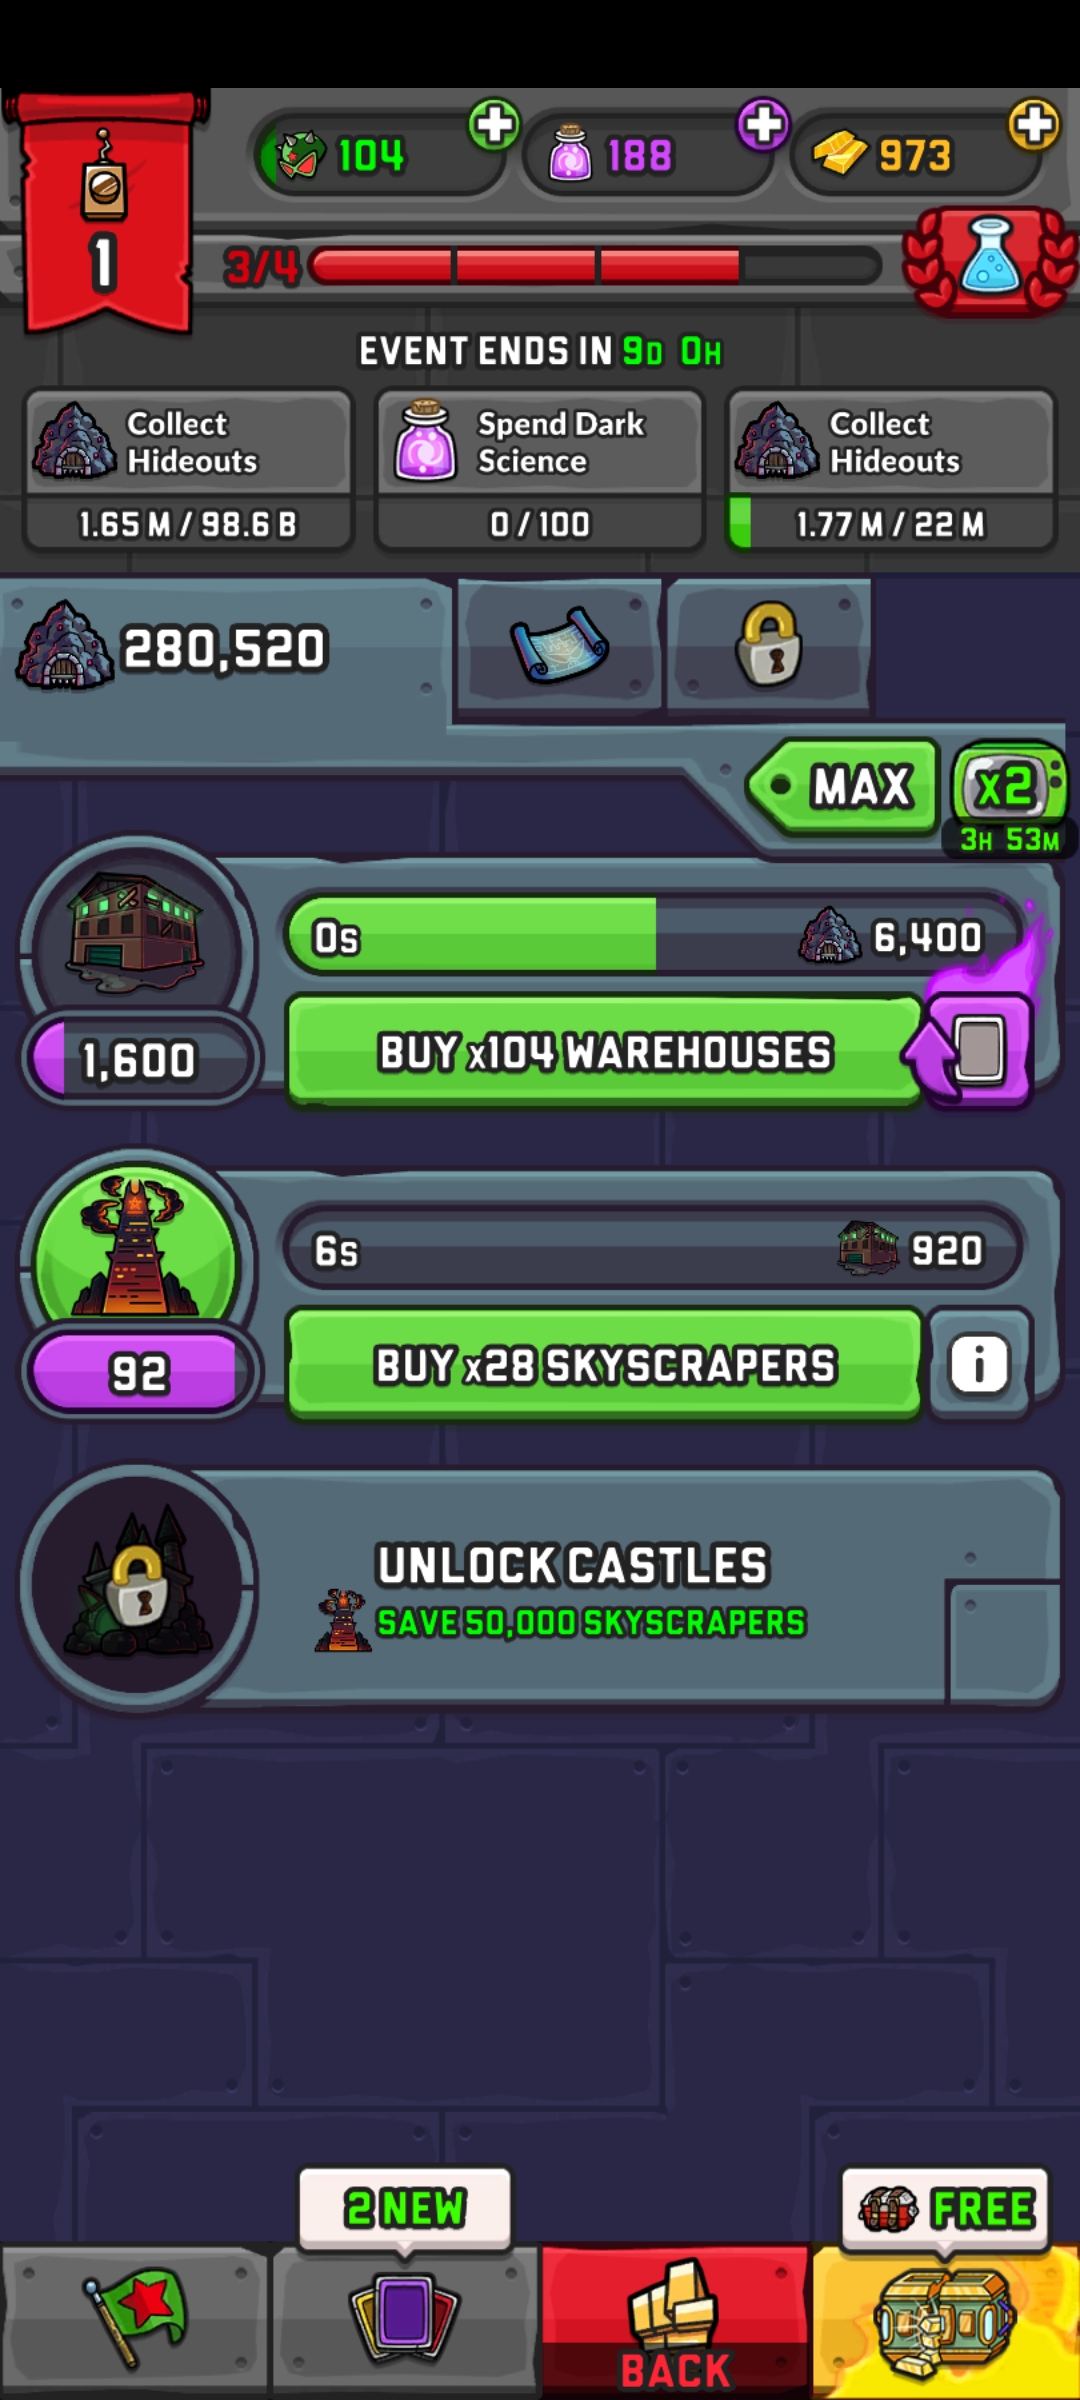 104
188
973
1
3/4
EVENT ENDS IN 9D 0H
Collect
Hideouts
1.65 M / 98.6 B
Spend Dark
Science
0 / 100
Collect
Hideouts
1.77 M / 22 M
280,520
MAX
x2
3H 53M
0s
6,400
1,600
BUY x104 WAREHOUSES
6s
920
92
BUY x28 SKYSCRAPERS
i
UNLOCK CASTLES
SAVE 50,000 SKYSCRAPERS
2 NEW
FREE
BACK